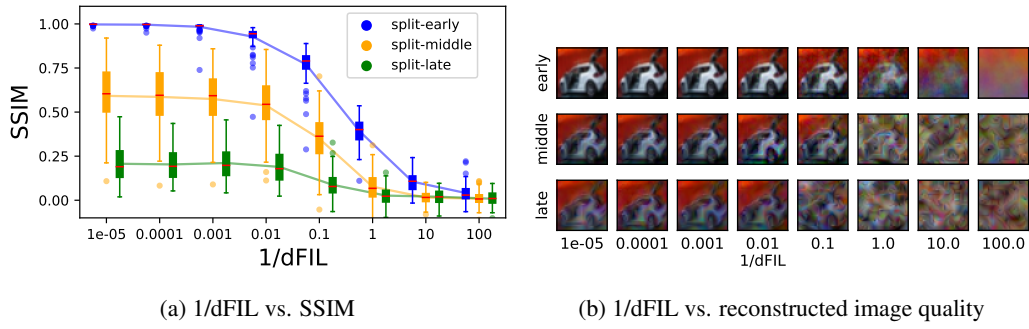 1.00
0.75
0.50
0.25
0.00
SSIM
split-early
split-middle
split-late
1e-05 0.0001 0.001 0.01 0.1 1 10 100
1/dFIL
(a) 1/dFIL vs. SSIM
early
middle
late
1e-05 0.0001 0.001 0.01 0.1 1.0 10.0 100.0
1/dFIL
(b) 1/dFIL vs. reconstructed image quality